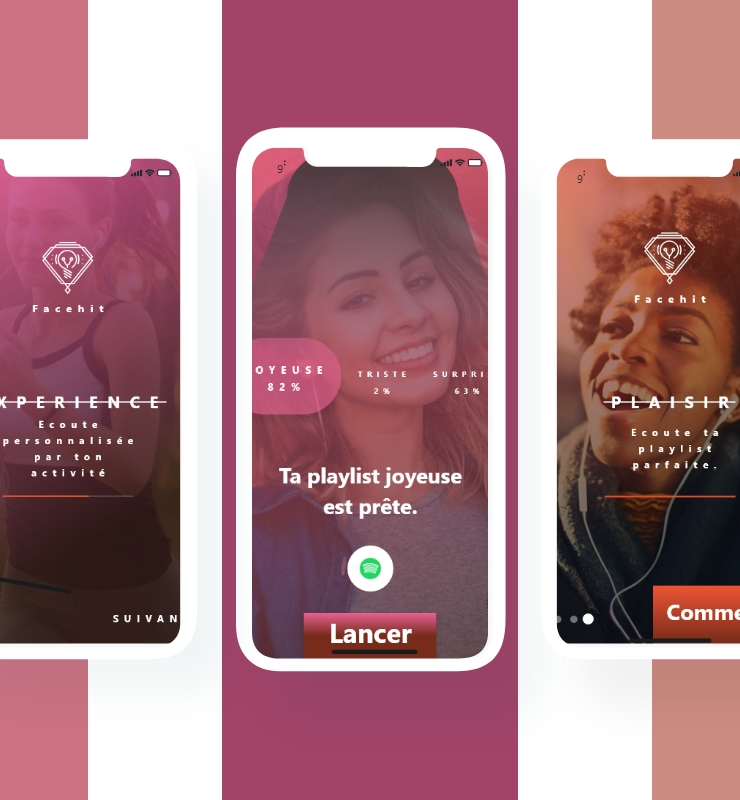 Facehit
XPERIENCE
Ecoute
personnalisée
par ton
activité
SUIVAN
9:
OYEUSE
82%
TRISTE
2%
SURPRI
63%
Ta playlist joyeuse
est prête.
Lancer
9:
Facehit
PLAISIR
Ecoute ta
playlist
parfaite.
Comme